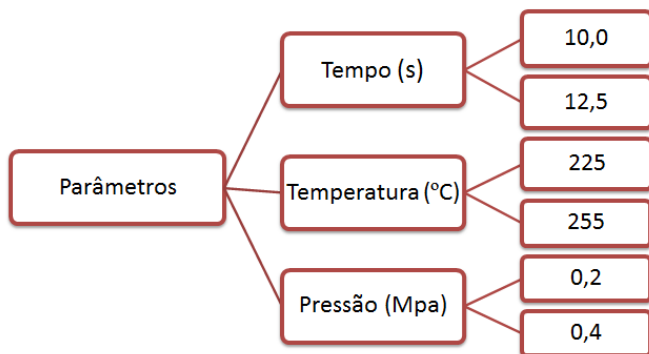 Parâmetros
Tempo (s)
10,0
12,5
Temperatura (ºC)
225
255
Pressão (Mpa)
0,2
0,4